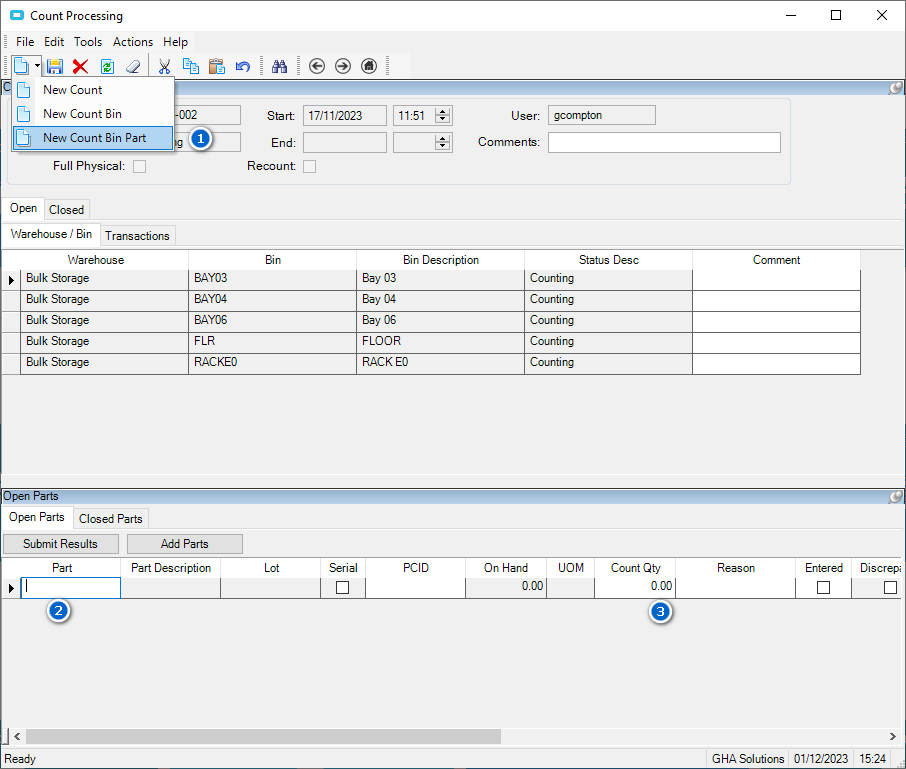 Count Processing
File Edit Tools Actions Help
New Count
New Count Bin
New Count Bin Part
1
-002
Start: 17/11/2023 11:51
User: gcompton
End:
Comments:
Full Physical:
Recount:
Open Closed
Warehouse / Bin Transactions
Warehouse Bin Bin Description Status Desc Comment
Bulk Storage BAY03 Bay 03 Counting
Bulk Storage BAY04 Bay 04 Counting
Bulk Storage BAY06 Bay 06 Counting
Bulk Storage FLR FLOOR Counting
Bulk Storage RACKE0 RACK E0 Counting
Open Parts
Open Parts Closed Parts
Submit Results Add Parts
Part Part Description Lot Serial PCID On Hand UOM Count Qty Reason Entered Discrepa
0.00 0.00
2 3
Ready GHA Solutions 01/12/2023 15:24